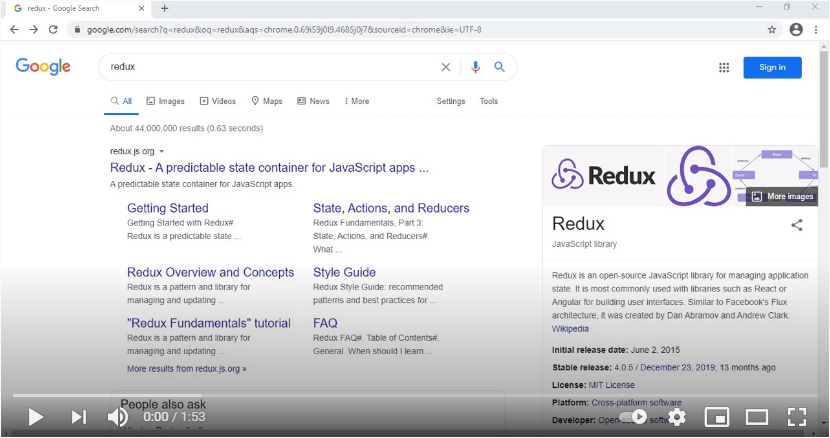 redux - Google Search
google.com/search?q=redux&oq=redux&aqs=chrome.0.69i59j0l9.4685j0j7&sourceid=chrome&ie=UTF-8
Google
redux
Sign in
All Images Videos Maps News More Settings Tools
About 44,000,000 results (0.63 seconds)
redux.js.org
Redux - A predictable state container for JavaScript apps ...
A predictable state container for JavaScript apps.
Getting Started
Getting Started with Redux#.
Redux is a predictable state ...
State, Actions, and Reducers
Redux Fundamentals, Part 3:
State, Actions, and Reducers#.
What ...
Redux Overview and Concepts
Redux is a pattern and library for
managing and updating ...
Style Guide
Redux Style Guide: recommended
patterns and best practices for ...
"Redux Fundamentals" tutorial
Redux is a pattern and library for
managing and updating ...
FAQ
Redux FAQ#. Table of Contents#.
General. When should I learn ...
More results from redux.js.org »
People also ask
Redux
More images
Redux
JavaScript library
Redux is an open-source JavaScript library for managing application
state. It is most commonly used with libraries such as React or
Angular for building user interfaces. Similar to Facebook's Flux
architecture, it was created by Dan Abramov and Andrew Clark.
Wikipedia
Initial release date: June 2, 2015
Stable release: 4.0.5 / December 23, 2019; 13 months ago
License: MIT License
Platform: Cross-platform software
Developer: Open-source software
0:00 / 1:53